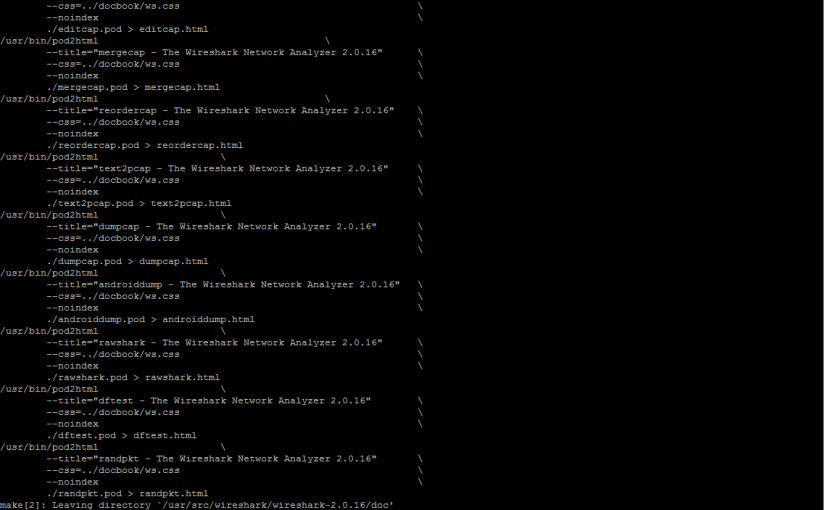 --css=../docbook/ws.css \
--noindex \
./editcap.pod > editcap.html
/usr/bin/pod2html \
--title="mergecap - The Wireshark Network Analyzer 2.0.16" \
--css=../docbook/ws.css \
--noindex \
./mergecap.pod > mergecap.html
/usr/bin/pod2html \
--title="reordercap - The Wireshark Network Analyzer 2.0.16" \
--css=../docbook/ws.css \
--noindex \
./reordercap.pod > reordercap.html
/usr/bin/pod2html \
--title="text2pcap - The Wireshark Network Analyzer 2.0.16" \
--css=../docbook/ws.css \
--noindex \
./text2pcap.pod > text2pcap.html
/usr/bin/pod2html \
--title="dumpcap - The Wireshark Network Analyzer 2.0.16" \
--css=../docbook/ws.css \
--noindex \
./dumpcap.pod > dumpcap.html
/usr/bin/pod2html \
--title="androiddump - The Wireshark Network Analyzer 2.0.16" \
--css=../docbook/ws.css \
--noindex \
./androiddump.pod > androiddump.html
/usr/bin/pod2html \
--title="rawshark - The Wireshark Network Analyzer 2.0.16" \
--css=../docbook/ws.css \
--noindex \
./rawshark.pod > rawshark.html
/usr/bin/pod2html \
--title="dftest - The Wireshark Network Analyzer 2.0.16" \
--css=../docbook/ws.css \
--noindex \
./dftest.pod > dftest.html
/usr/bin/pod2html \
--title="randpkt - The Wireshark Network Analyzer 2.0.16" \
--css=../docbook/ws.css \
--noindex \
./randpkt.pod > randpkt.html
make[2]: Leaving directory `/usr/src/wireshark/wireshark-2.0.16/doc'